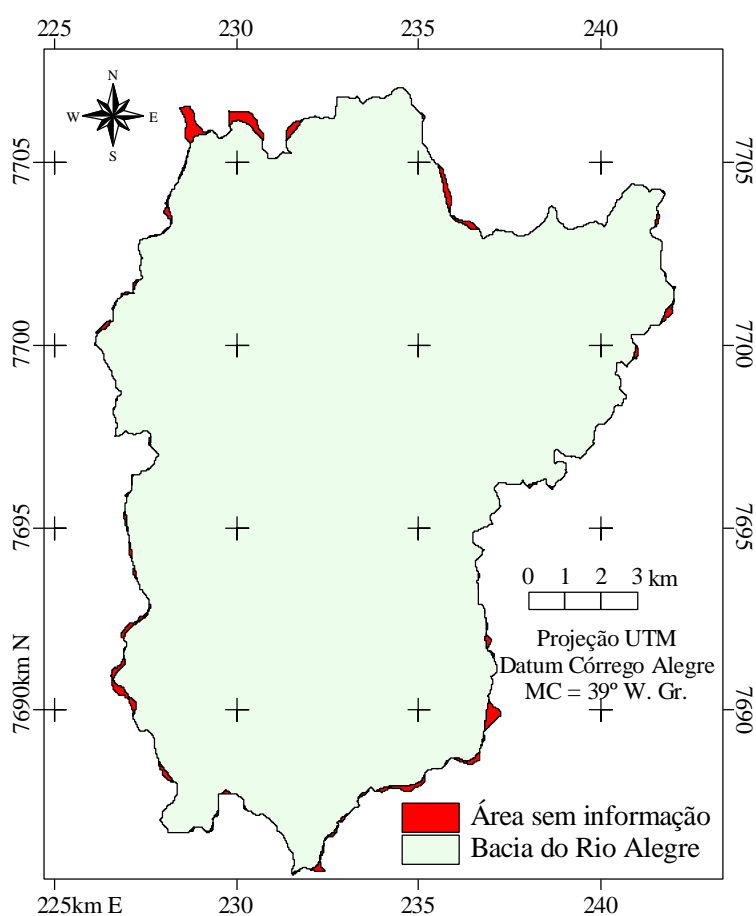 225 230 235 240
N
W E
S
7705 7705
7700 7700
7695 7695
0 1 2 3 km
Projeção UTM
Datum Córrego Alegre
MC = 39º W. Gr.
7690km N 7690
Área sem informação
Bacia do Rio Alegre
225km E 230 235 240